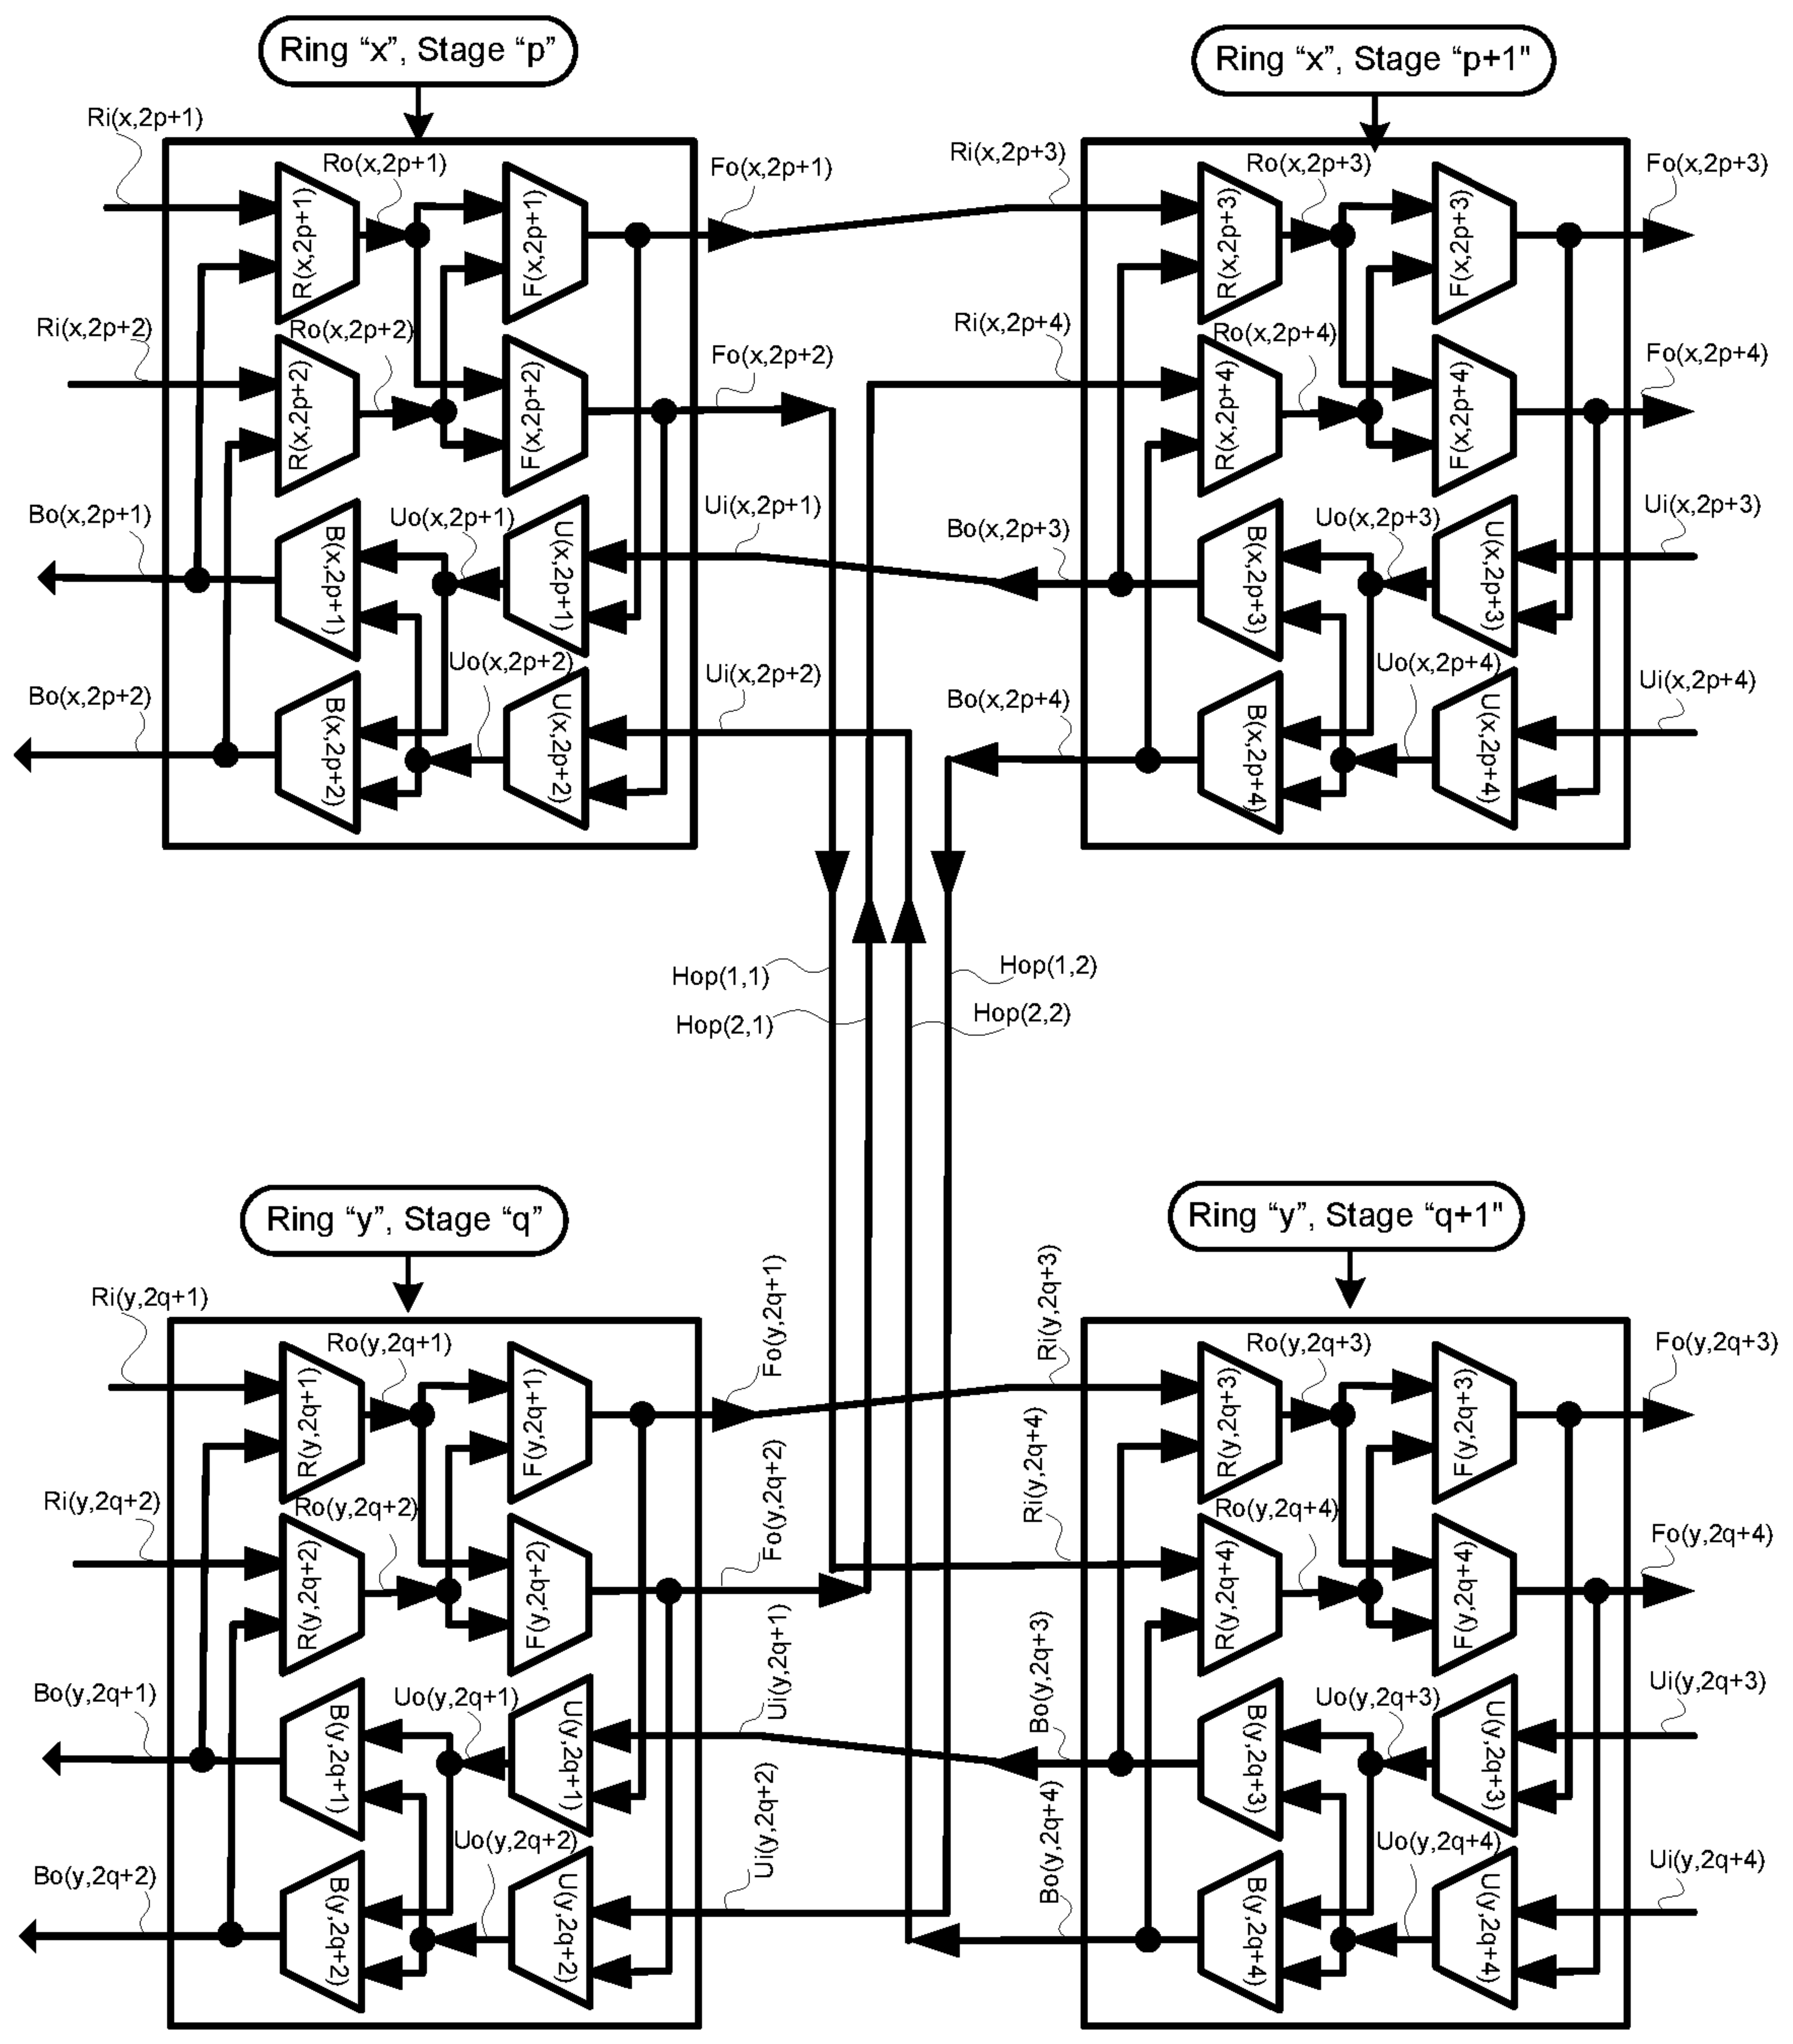 Ring “x”, Stage “p”
Ring “x”, Stage “p+1"
Ri(x,2p+1)
Ro(x,2p+1)
Fo(x,2p+1)
Ri(x,2p+3)
Ro(x,2p+3)
Fo(x,2p+3)
R(x,2p+1)
F(x,2p+1)
R(x,2p+3)
F(x,2p+3)
Ri(x,2p+2)
Ro(x,2p+2)
Fo(x,2p+2)
Ri(x,2p+4)
Ro(x,2p+4)
Fo(x,2p+4)
R(x,2p+2)
F(x,2p+2)
R(x,2p+4)
F(x,2p+4)
Bo(x,2p+1)
Uo(x,2p+1)
Ui(x,2p+1)
Bo(x,2p+3)
Uo(x,2p+3)
Ui(x,2p+3)
B(x,2p+1)
U(x,2p+1)
B(x,2p+3)
U(x,2p+3)
Bo(x,2p+2)
Uo(x,2p+2)
Ui(x,2p+2)
Bo(x,2p+4)
Uo(x,2p+4)
Ui(x,2p+4)
B(x,2p+2)
U(x,2p+2)
B(x,2p+4)
U(x,2p+4)
Hop(1,1)
Hop(1,2)
Hop(2,1)
Hop(2,2)
Ring “y”, Stage “q”
Ring “y”, Stage “q+1"
Ri(y,2q+1)
Ro(y,2q+1)
Fo(y,2q+1)
Ri(y,2q+3)
Ro(y,2q+3)
Fo(y,2q+3)
R(y,2q+1)
F(y,2q+1)
R(y,2q+3)
F(y,2q+3)
Ri(y,2q+2)
Ro(y,2q+2)
Fo(y,2q+2)
Ri(y,2q+4)
Ro(y,2q+4)
Fo(y,2q+4)
R(y,2q+2)
F(y,2q+2)
R(y,2q+4)
F(y,2q+4)
Bo(y,2q+1)
Uo(y,2q+1)
Ui(y,2q+1)
Bo(y,2q+3)
Uo(y,2q+3)
Ui(y,2q+3)
B(y,2q+1)
U(y,2q+1)
B(y,2q+3)
U(y,2q+3)
Bo(y,2q+2)
Uo(y,2q+2)
Ui(y,2q+2)
Bo(y,2q+4)
Uo(y,2q+4)
Ui(y,2q+4)
B(y,2q+2)
U(y,2q+2)
B(y,2q+4)
U(y,2q+4)